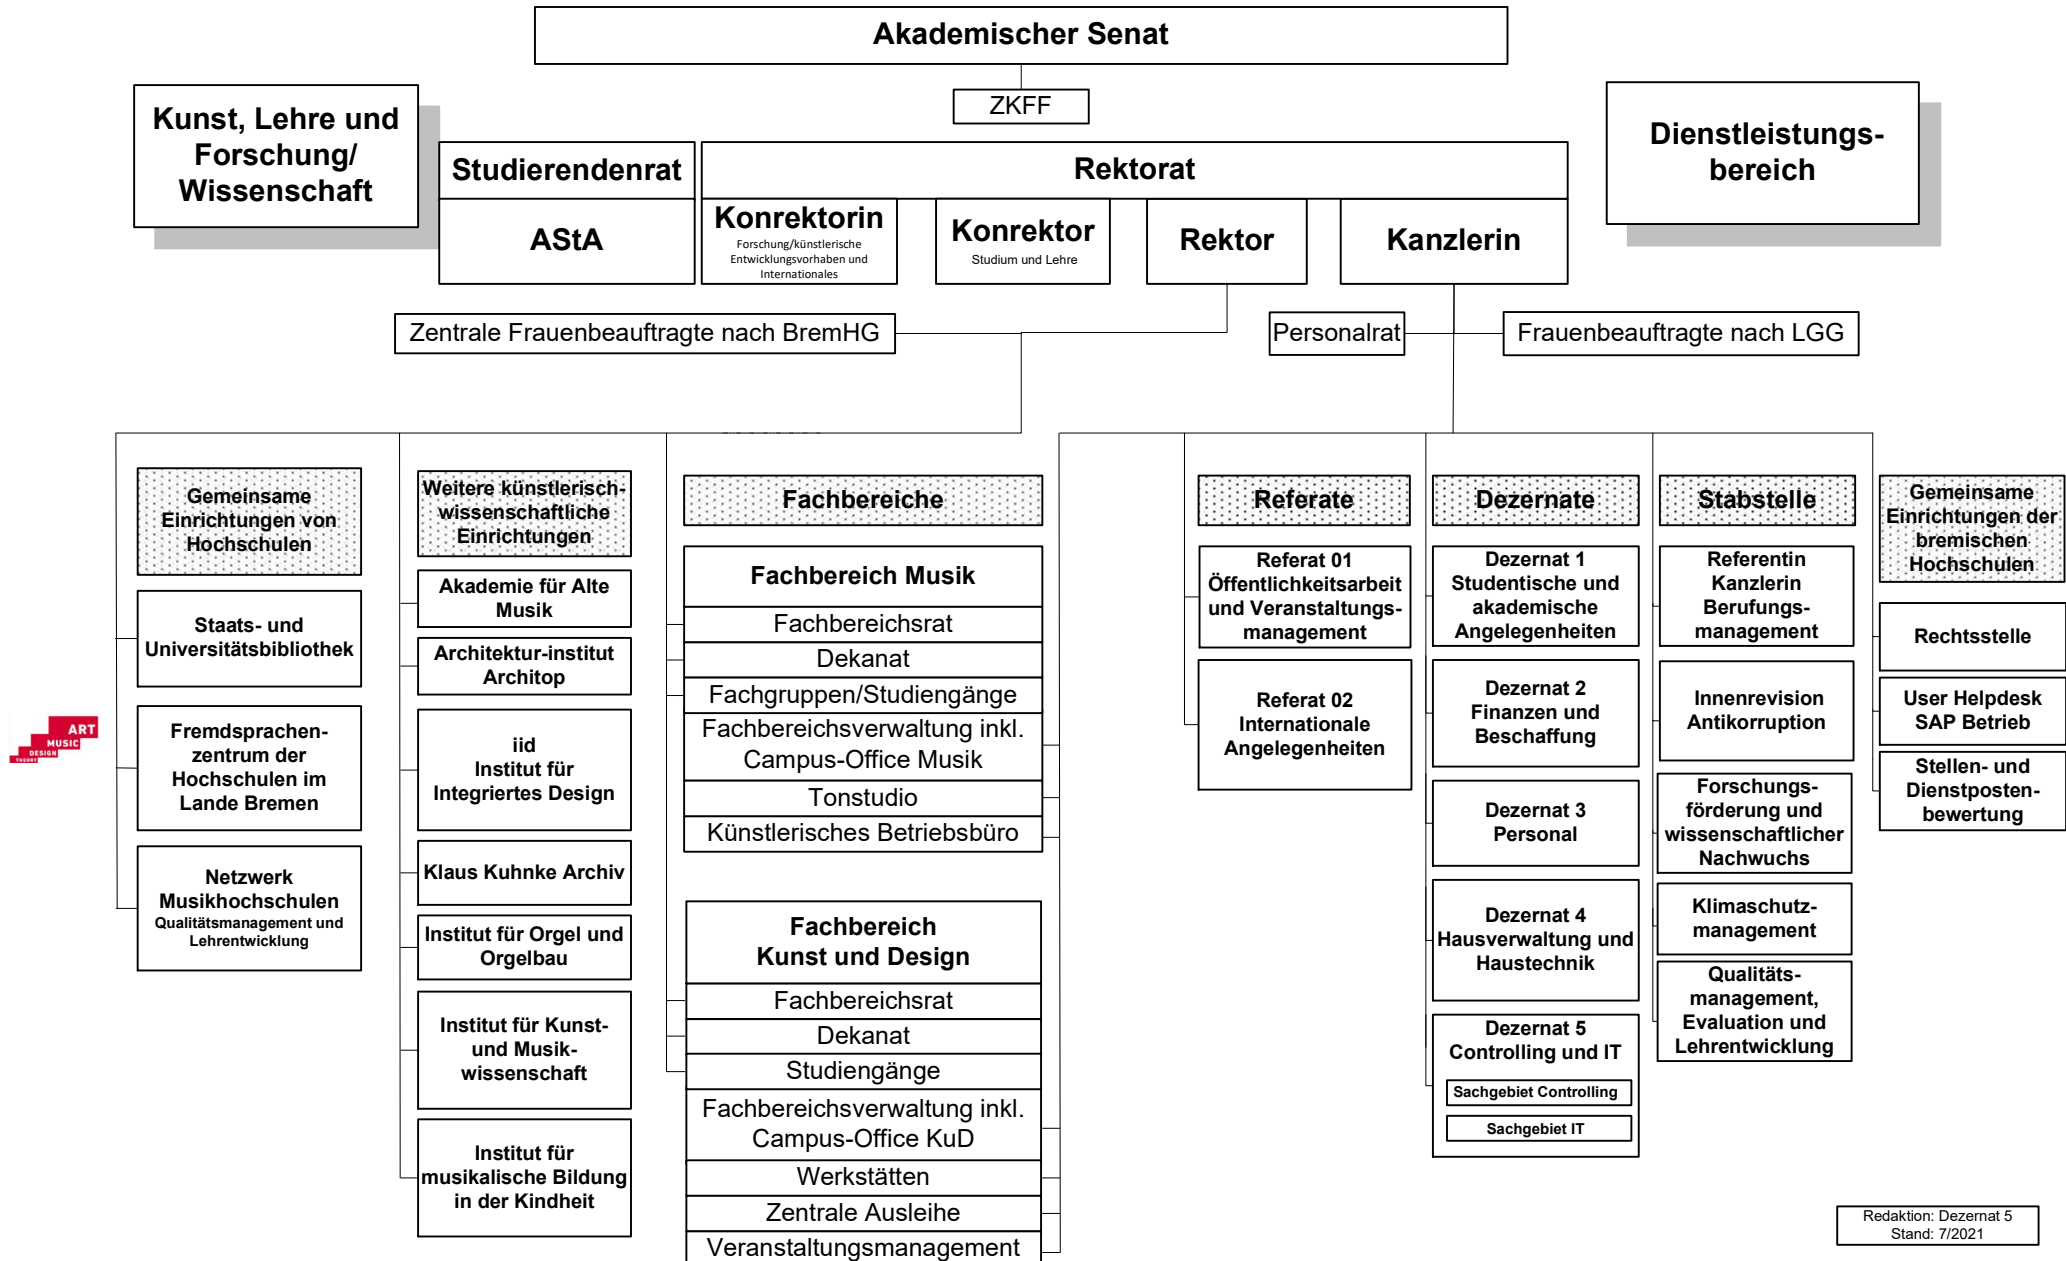 Akademischer Senat
ZKFF
Kunst, Lehre und
Forschung/
Wissenschaft
Dienstleistungs-
bereich
Studierendenrat
AStA
Rektorat
Konrektorin
Forschung/künstlerische
Entwicklungsvorhaben und
Internationales
Konrektor
Studium und Lehre
Rektor
Kanzlerin
Zentrale Frauenbeauftragte nach BremHG
Personalrat
Frauenbeauftragte nach LGG
Gemeinsame
Einrichtungen von
Hochschulen
Staats- und
Universitätsbibliothek
Fremdsprachen-
zentrum der
Hochschulen im
Lande Bremen
Netzwerk
Musikhochschulen
Qualitätsmanagement und
Lehrentwicklung
Weitere künstlerisch-
wissenschaftliche
Einrichtungen
Akademie für Alte
Musik
Architektur-institut
Architop
iid
Institut für
Integriertes Design
Klaus Kuhnke Archiv
Institut für Orgel und
Orgelbau
Institut für Kunst-
und Musik-
wissenschaft
Institut für
musikalische Bildung
in der Kindheit
Fachbereiche
Fachbereich Musik
Fachbereichsrat
Dekanat
Fachgruppen/Studiengänge
Fachbereichsverwaltung inkl.
Campus-Office Musik
Tonstudio
Künstlerisches Betriebsbüro
Fachbereich
Kunst und Design
Fachbereichsrat
Dekanat
Studiengänge
Fachbereichsverwaltung inkl.
Campus-Office KuD
Werkstätten
Zentrale Ausleihe
Veranstaltungsmanagement
Referate
Referat 01
Öffentlichkeitsarbeit
und Veranstaltungs-
management
Referat 02
Internationale
Angelegenheiten
Dezernate
Dezernat 1
Studentische und
akademische
Angelegenheiten
Dezernat 2
Finanzen und
Beschaffung
Dezernat 3
Personal
Dezernat 4
Hausverwaltung und
Haustechnik
Dezernat 5
Controlling und IT
Sachgebiet Controlling
Sachgebiet IT
Stabstelle
Referentin
Kanzlerin
Berufungs-
management
Innenrevision
Antikorruption
Forschungs-
förderung und
wissenschaftlicher
Nachwuchs
Klimaschutz-
management
Qualitäts-
management,
Evaluation und
Lehrentwicklung
Gemeinsame
Einrichtungen der
bremischen
Hochschulen
Rechtsstelle
User Helpdesk
SAP Betrieb
Stellen- und
Dienstposten-
bewertung
ART
MUSIC
DESIGN
THEORY
Redaktion: Dezernat 5
Stand: 7/2021